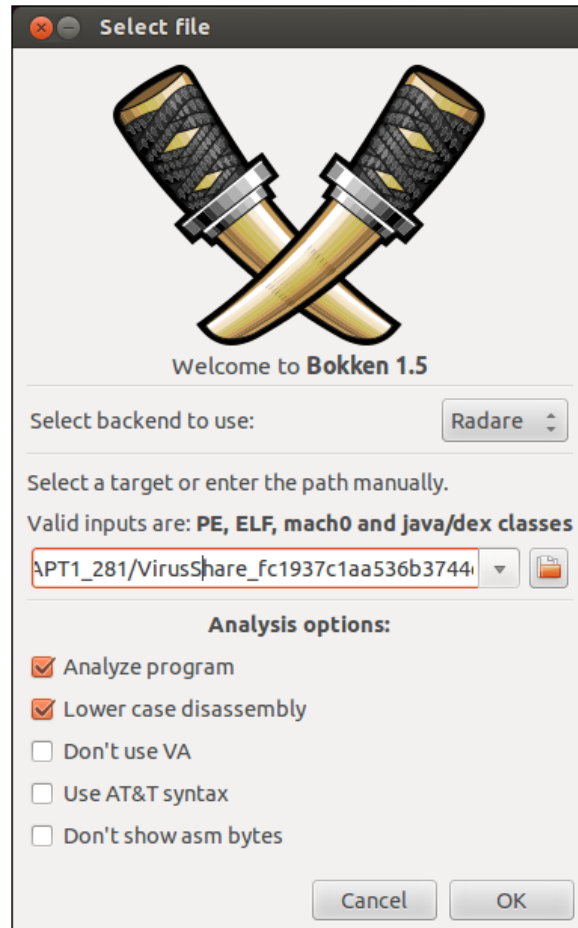 Select file
Welcome to Bokken 1.5
Select backend to use:
Radare
Select a target or enter the path manually.
Valid inputs are: PE, ELF, mach0 and java/dex classes
APT1_281/VirusShare_fc1937c1aa536b3744
Analysis options:
Analyze program
Lower case disassembly
Don't use VA
Use AT&T syntax
Don't show asm bytes
Cancel
OK